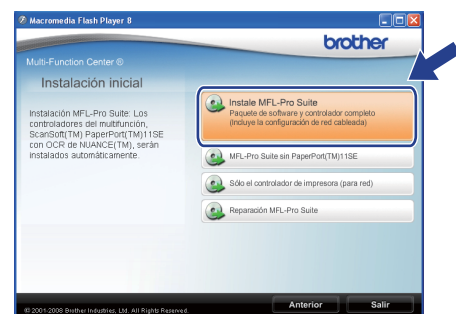 Macromedia Flash Player 8
brother
Multi-Function Center ®
Instalación inicial
Instalación MFL-Pro Suite: Los
controladores del multifunción,
ScanSoft(TM) PaperPort(TM)11SE
con OCR de NUANCE(TM), serán
instalados automáticamente.
Instale MFL-Pro Suite
Paquete de software y controlador completo
(Incluye la configuración de red cableada)
MFL-Pro Suite sin PaperPort(TM)11SE
Sólo el controlador de impresora (para red)
Reparación MFL-Pro Suite
© 2001-2008 Brother Industries, Ltd. All Rights Reserved.
Anterior
Salir